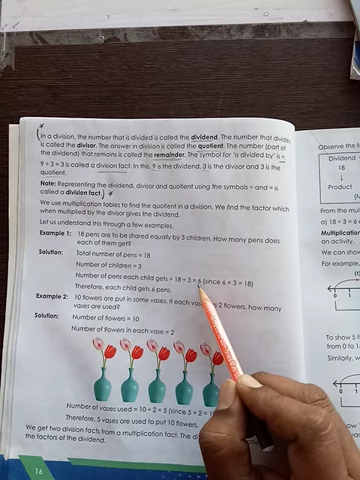 In a division, the number that is divided is called the dividend. The number that divides
is called the divisor. The answer in division is called the quotient. The number (part of
the dividend) that remains is called the remainder. The symbol for 'is divided by' is ÷.
9 ÷ 3 = 3 is called a division fact. In this, 9 is the dividend, 3 is the divisor and 3 is the
quotient.
Note: Representing the dividend, divisor and quotient using the symbols ÷ and = is
called a division fact.
We use multiplication tables to find the quotient in a division. We find the factor which
when multiplied by the divisor gives the dividend.
Let us understand this through a few examples.
Example 1: 18 pens are to be shared equally by 3 children. How many pens does
each of them get?
Solution: Total number of pens = 18
Number of children = 3
Number of pens each child gets = 18 ÷ 3 = 6 (since 6 × 3 = 18)
Therefore, each child gets 6 pens.
Example 2: 10 flowers are put in some vases. If each vase 2 flowers, how many
vases are used?
Solution: Number of flowers = 10
Number of flowers in each vase = 2
Number of vases used = 10 ÷ 2 = 5 (since 5 × 2 = 10
Therefore, 5 vases are used to put 10 flowers.
We get two division facts from a multiplication fact. The
the factors of the dividend.
16
Observe the
Dividend
18
↓
Product
From the mul
a) 18 ÷ 3 = 6
Multiplication
an activity.
We can show
For example,
To show 5
from 0 to
Similarly, w